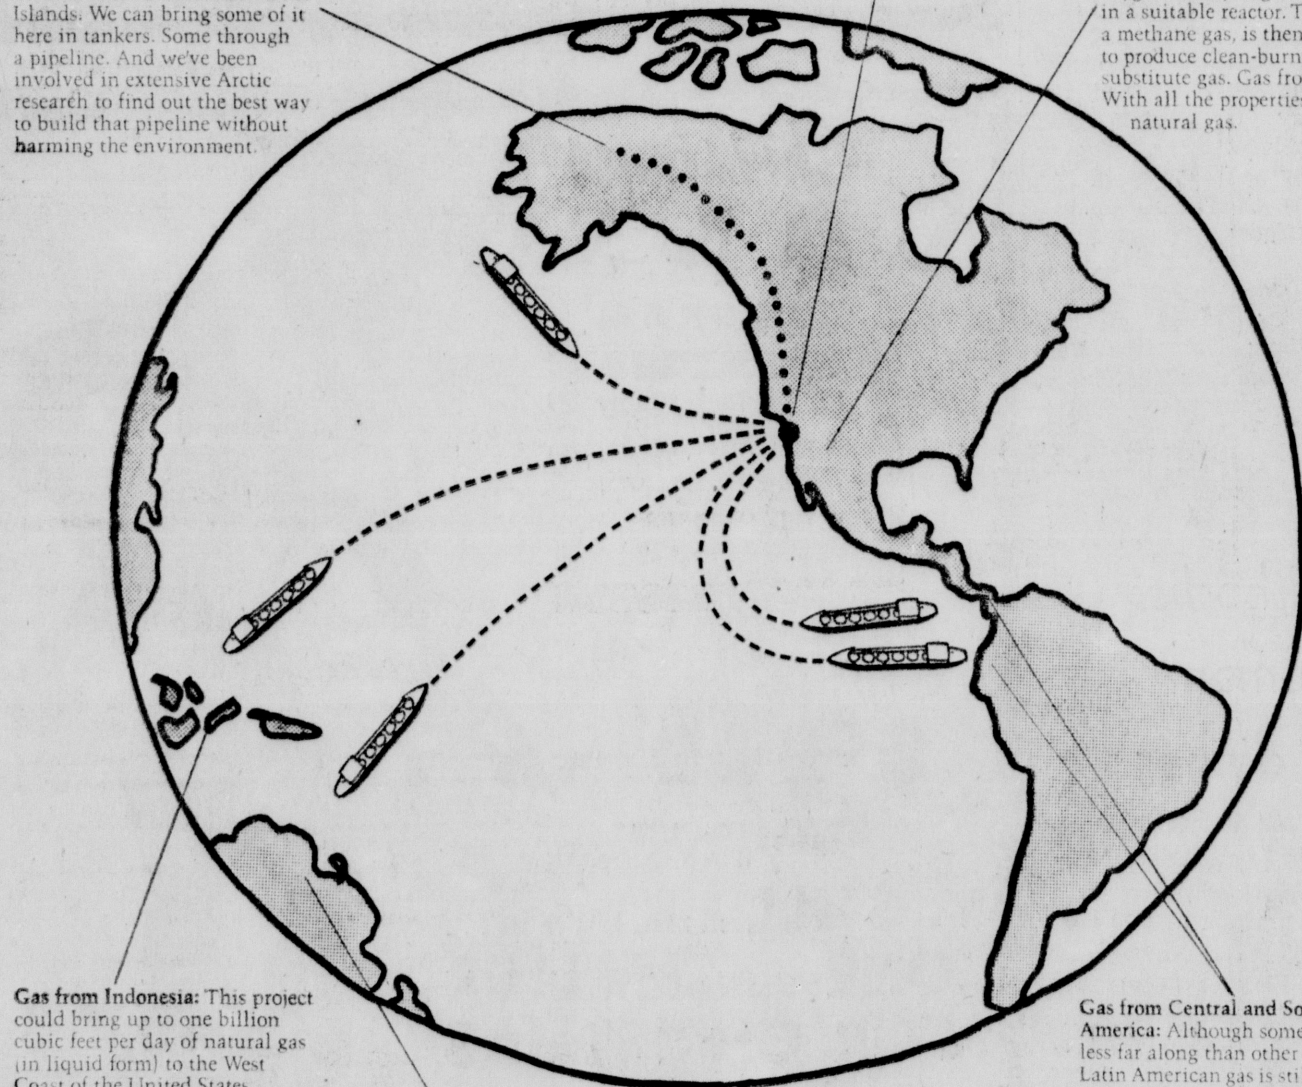 Islands. We can bring some of it
here in tankers. Some through
a pipeline. And we've been
involved in extensive Arctic
research to find out the best way
to build that pipeline without
harming the environment.
in a suitable reactor. T
a methane gas, is then
to produce clean-burn
substitute gas. Gas fro
With all the properties
natural gas.
Gas from Indonesia: This project
could bring up to one billion
cubic feet per day of natural gas
(in liquid form) to the West
Coast of the United States
Gas from Central and So
America: Although some
less far along than other
Latin American gas is sti